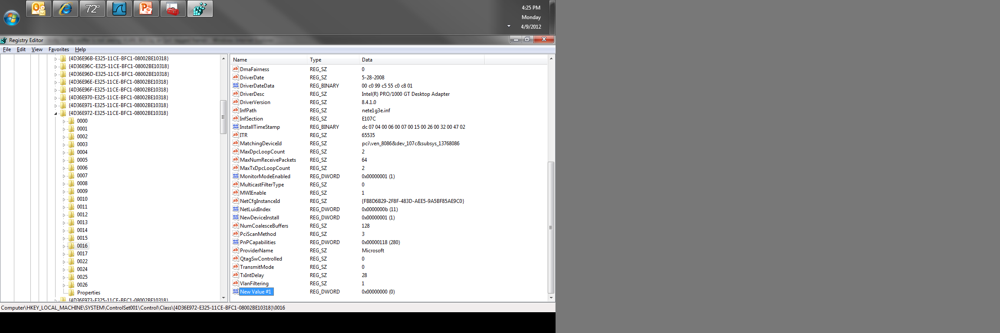 72°
4:25 PM
Monday
4/9/2012
Registry Editor
File Edit View Favorites Help
{4D36E96B-E325-11CE-BFC1-08002BE10318}
{4D36E96C-E325-11CE-BFC1-08002BE10318}
{4D36E96D-E325-11CE-BFC1-08002BE10318}
{4D36E96E-E325-11CE-BFC1-08002BE10318}
{4D36E96F-E325-11CE-BFC1-08002BE10318}
{4D36E970-E325-11CE-BFC1-08002BE10318}
{4D36E971-E325-11CE-BFC1-08002BE10318}
{4D36E972-E325-11CE-BFC1-08002BE10318}
0000
0001
0002
0003
0004
0005
0006
0007
0008
0009
0010
0011
0012
0013
0014
0015
0016
0017
0022
0024
0025
0026
Properties
{4D36E973-E325-11CE-BFC1-08002BE10318}
Name Type Data
DmaFairness REG_SZ 0
DriverDate REG_SZ 5-28-2008
DriverDateData REG_BINARY 00 c0 99 c5 55 c0 c8 01
DriverDesc REG_SZ Intel(R) PRO/1000 GT Desktop Adapter
DriverVersion REG_SZ 8.4.1.0
InfPath REG_SZ nete1g3e.inf
InfSection REG_SZ E107C
InstallTimeStamp REG_BINARY dc 07 04 00 06 00 07 00 15 00 26 00 32 00 47 02
ITR REG_SZ 65535
MatchingDeviceId REG_SZ pci\ven_8086&dev_107c&subsys_13768086
MaxDpcLoopCount REG_SZ 2
MaxNumReceivePackets REG_SZ 64
MaxTxDpcLoopCount REG_SZ 2
MonitorModeEnabled REG_DWORD 0x00000001 (1)
MulticastFilterType REG_SZ 0
MWIEnable REG_SZ 1
NetCfgInstanceId REG_SZ {FB8D6B29-2F8F-483D-AEE5-9A5BF85AE9C0}
NetLuidIndex REG_DWORD 0x0000000b (11)
NewDeviceInstall REG_DWORD 0x00000001 (1)
NumCoalesceBuffers REG_SZ 128
PciScanMethod REG_SZ 3
PnPCapabilities REG_DWORD 0x00000118 (280)
ProviderName REG_SZ Microsoft
QtagSwControlled REG_SZ 0
TransmitMode REG_SZ 0
TxIntDelay REG_SZ 28
VlanFiltering REG_SZ 1
New Value #1 REG_DWORD 0x00000000 (0)
Computer\HKEY_LOCAL_MACHINE\SYSTEM\ControlSet001\Control\Class\{4D36E972-E325-11CE-BFC1-08002BE10318}\0016